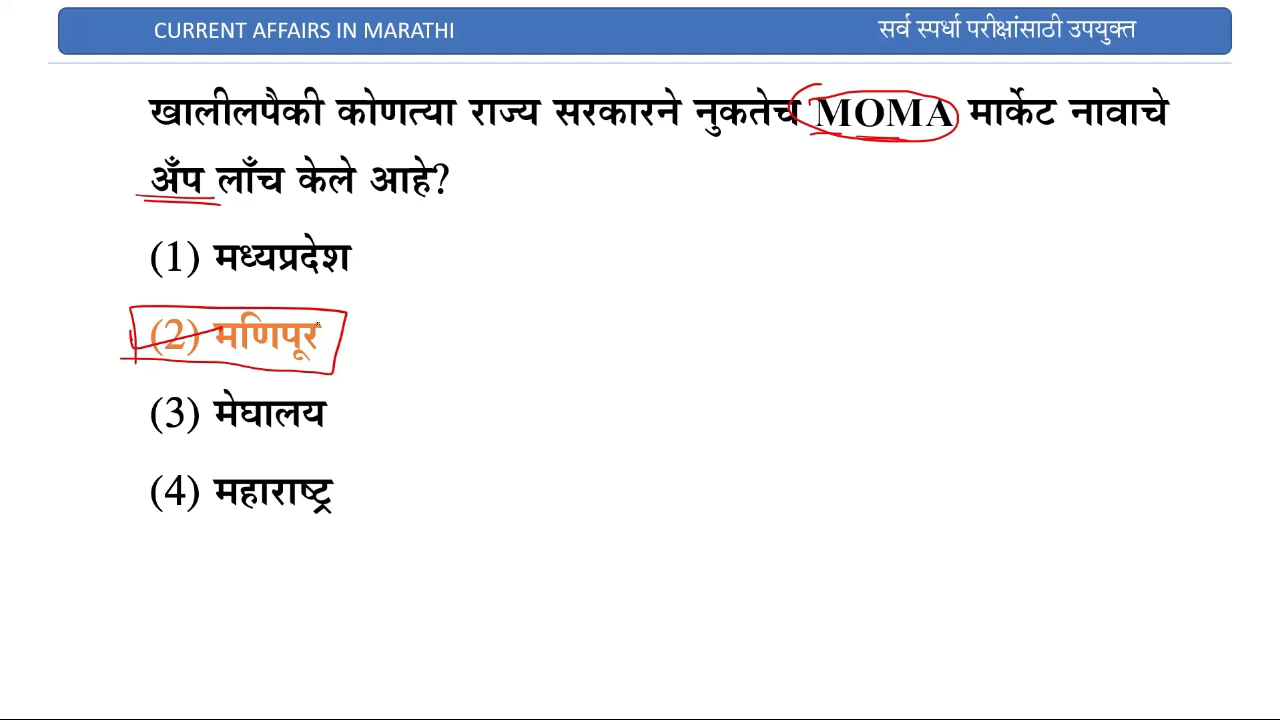 CURRENT AFFAIRS IN MARATHI
सर्व स्पर्धा परीक्षांसाठी उपयुक्त
खालीलपैकी कोणत्या राज्य सरकारने नुकतेच MOMA मार्केट नावाचे
अँप लाँच केले आहे?
(1) मध्यप्रदेश
(2) मणिपूर
(3) मेघालय
(4) महाराष्ट्र